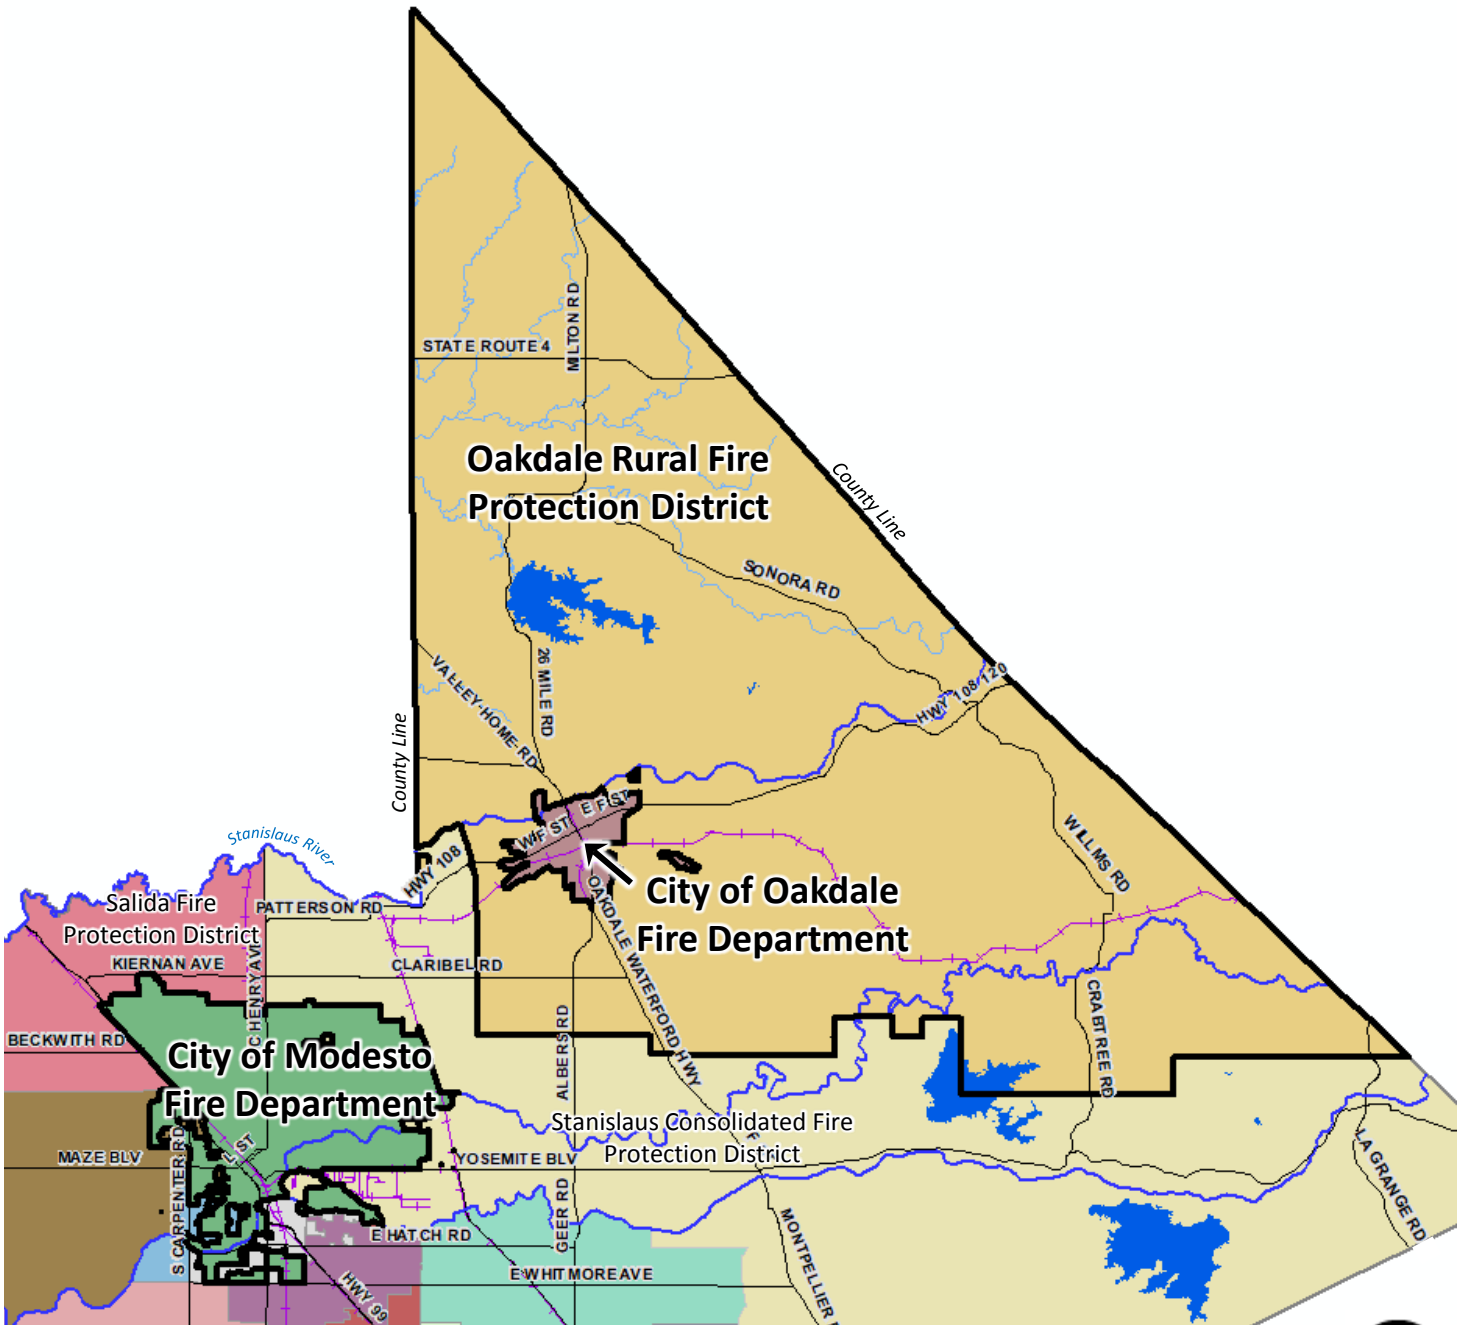 MILTON RD
STATE ROUTE 4
Oakdale Rural Fire
Protection District
County Line
SONORA RD
26 MILE RD
VALLEY HOME RD
HWY 108/120
County Line
E F ST
W F ST
Stanislaus River
HWY 108
WILLMS RD
City of Oakdale
Fire Department
Salida Fire
Protection District
PATTERSON RD
OAKDALE WATERFORD HWY
KIERNAN AVE
CLARIBEL RD
CHENRY AV
CRABTREE RD
BECKWITH RD
ALBERS RD
City of Modesto
Fire Department
Stanislaus Consolidated Fire
Protection District
L ST
MAZE BLV
YOSEMITE BLV
S CARPENTER RD
LA GRANGE RD
GEER RD
MONTPELLIER
E HATCH RD
E WHITMORE AVE
HWY 99